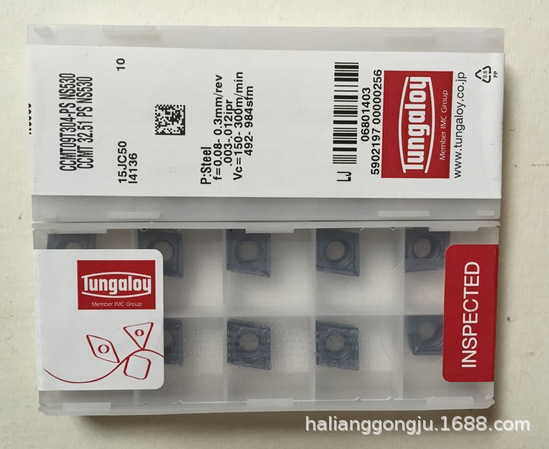 CCMT09T304-PS NS530
CCMT 32.51 PS NS530
10
15JC50
I4136
P:Steel
f=0.08-0.3mm/rev
.003-.012ipr
Vc=150-300m/min
492-984sfm
LJ
06801403
5902197 00000256
Tungaloy
Member IMC Group
www.tungaloy.co.jp
PP
Tungaloy
Member IMC Group
INSPECTED
halianggongju.1688.com